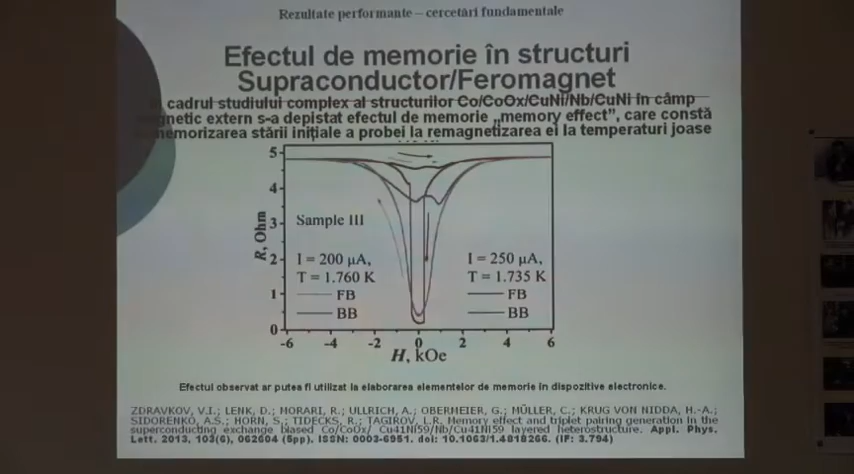 Rezultate performante – cercetări fundamentale
Efectul de memorie în structuri
Supraconductor/Feromagnet
cadrul studiului complex al structurilor Co/CoOx/CuNi/Nb/CuNi în câmp
gnetic extern s-a depistat efectul de memorie „memory effect”, care constă
emorizarea stării inițiale a probei la remagnetizarea ei la temperaturi joase
R, Ohm
5
4
3
2
1
0
Sample III
I = 200 µA,
T = 1.760 K
FB
BB
I = 250 µA,
T = 1.735 K
FB
BB
-6 -4 -2 0 2 4 6
H, kOe
Efectul observat ar putea fi utilizat la elaborarea elementelor de memorie în dispozitive electronice.
ZDRAVKOV, V.I.; LENK, D.; MORARI, R.; ULLRICH, A.; OBERMEIER, G.; MÜLLER, C.; KRUG VON NIDDA, H.-A.;
SIDORENKO, A.S.; HORN, S.; TIDECKS, R.; TAGIROV, L.R. Memory effect and triplet pairing generation in the
superconducting exchange biased Co/CoOx/ Cu41Ni59/Nb/Cu41Ni59 layered heterostructure. Appl. Phys.
Lett. 2013, 103(6), 062604 (5pp). ISSN: 0003-6951. doi: 10.1063/1.4818266. (IF: 3.794)